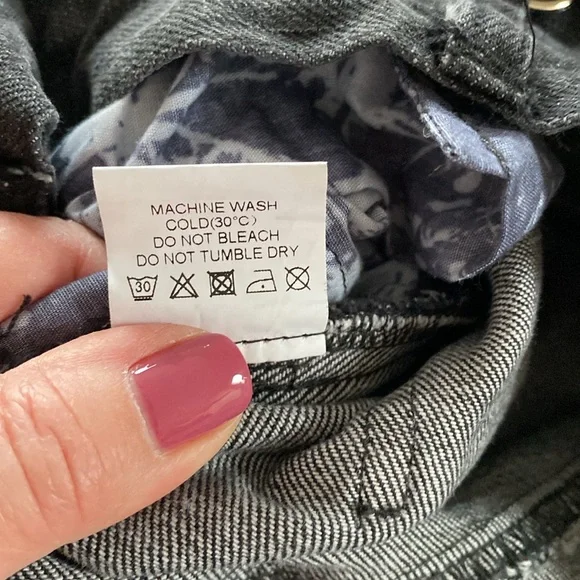 MACHINE WASH
COLD(30°C)
DO NOT BLEACH
DO NOT TUMBLE DRY
30